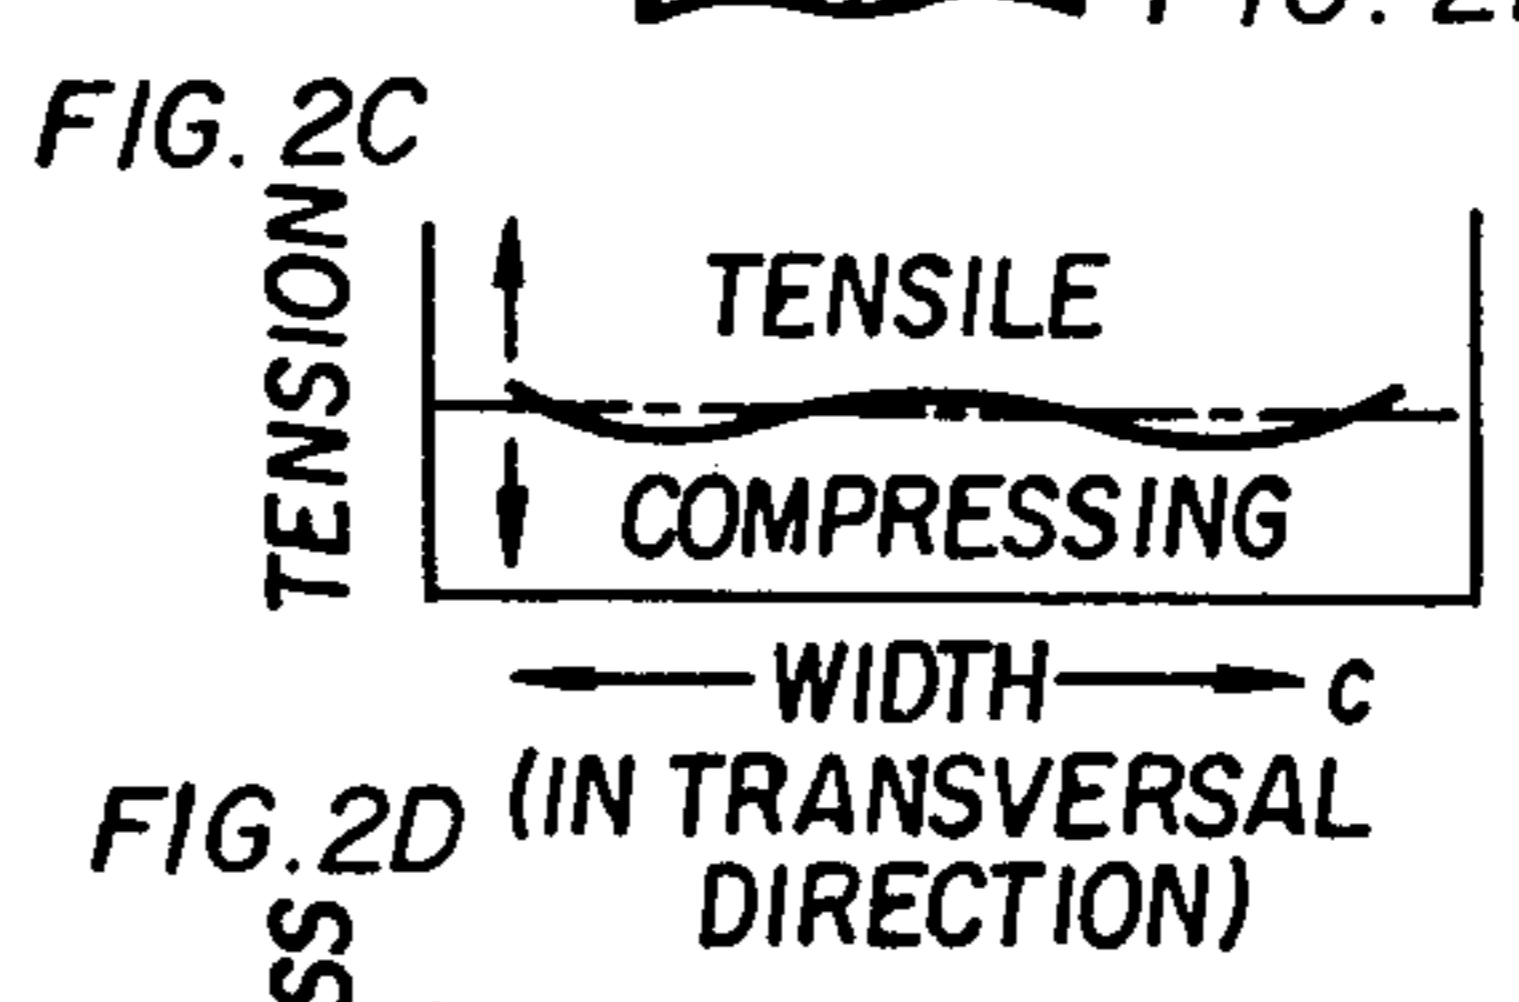 FIG. 2C
TENSION
TENSILE
COMPRESSING
WIDTH c
(IN TRANSVERSAL
DIRECTION)
FIG. 2D